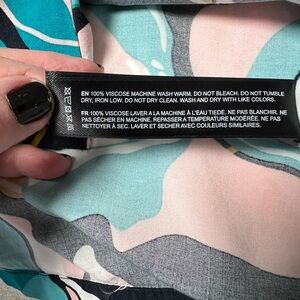 EN 100% VISCOSE MACHINE WASH WARM. DO NOT BLEACH. DO NOT TUMBLE
DRY, IRON LOW. DO NOT DRY CLEAN. WASH AND DRY WITH LIKE COLORS.
FR 100% VISCOSE LAVER A LA MACHINE À L'EAU TIEDE. NE PAS BLANCHIR. NE
PAS SÉCHER EN MACHINE. REPASSER A TEMPERATURE MODÉRÉE. NE PAS
NETTOYER À SEC. LAVER ET SECHER AVEC COULEURS SIMILAIRES.